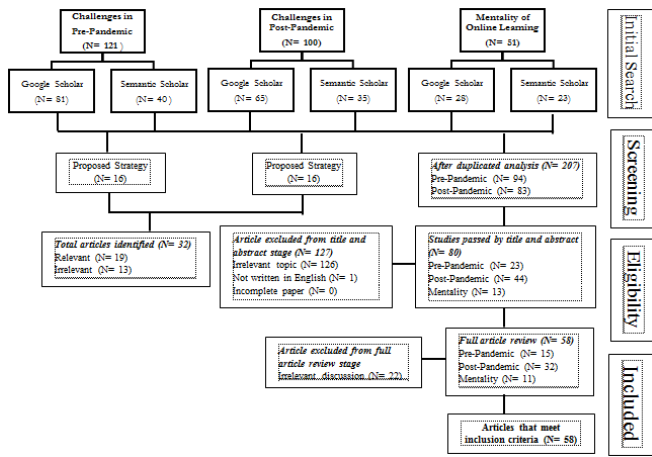 Challenges in
Pre-Pandemic
(N= 121)
Challenges in
Post-Pandemic
(N= 100)
Mentality of
Online Learning
(N= 51)
Initial Search
Google Scholar
(N= 81)
Semantic Scholar
(N= 40)
Google Scholar
(N= 65)
Semantic Scholar
(N= 35)
Google Scholar
(N= 28)
Semantic Scholar
(N= 23)
Screening
Proposed Strategy
(N= 16)
Proposed Strategy
(N= 16)
After duplicated analysis (N= 207)
Pre-Pandemic (N= 94)
Post-Pandemic (N= 83)
Total articles identified (N= 32)
Relevant (N= 19)
Irrelevant (N= 13)
Article excluded from title and
abstract stage (N= 127)
Irrelevant topic (N= 126)
Not written in English (N= 1)
Incomplete paper (N= 0)
Studies passed by title and abstract
(N= 80)
Pre-Pandemic (N= 23)
Post-Pandemic (N= 44)
Mentality (N= 13)
Eligibility
Article excluded from full
article review stage
Irrelevant discussion (N= 22)
Full article review (N= 58)
Pre-Pandemic (N= 15)
Post-Pandemic (N= 32)
Mentality (N= 11)
Included
Articles that meet
inclusion criteria (N= 58)